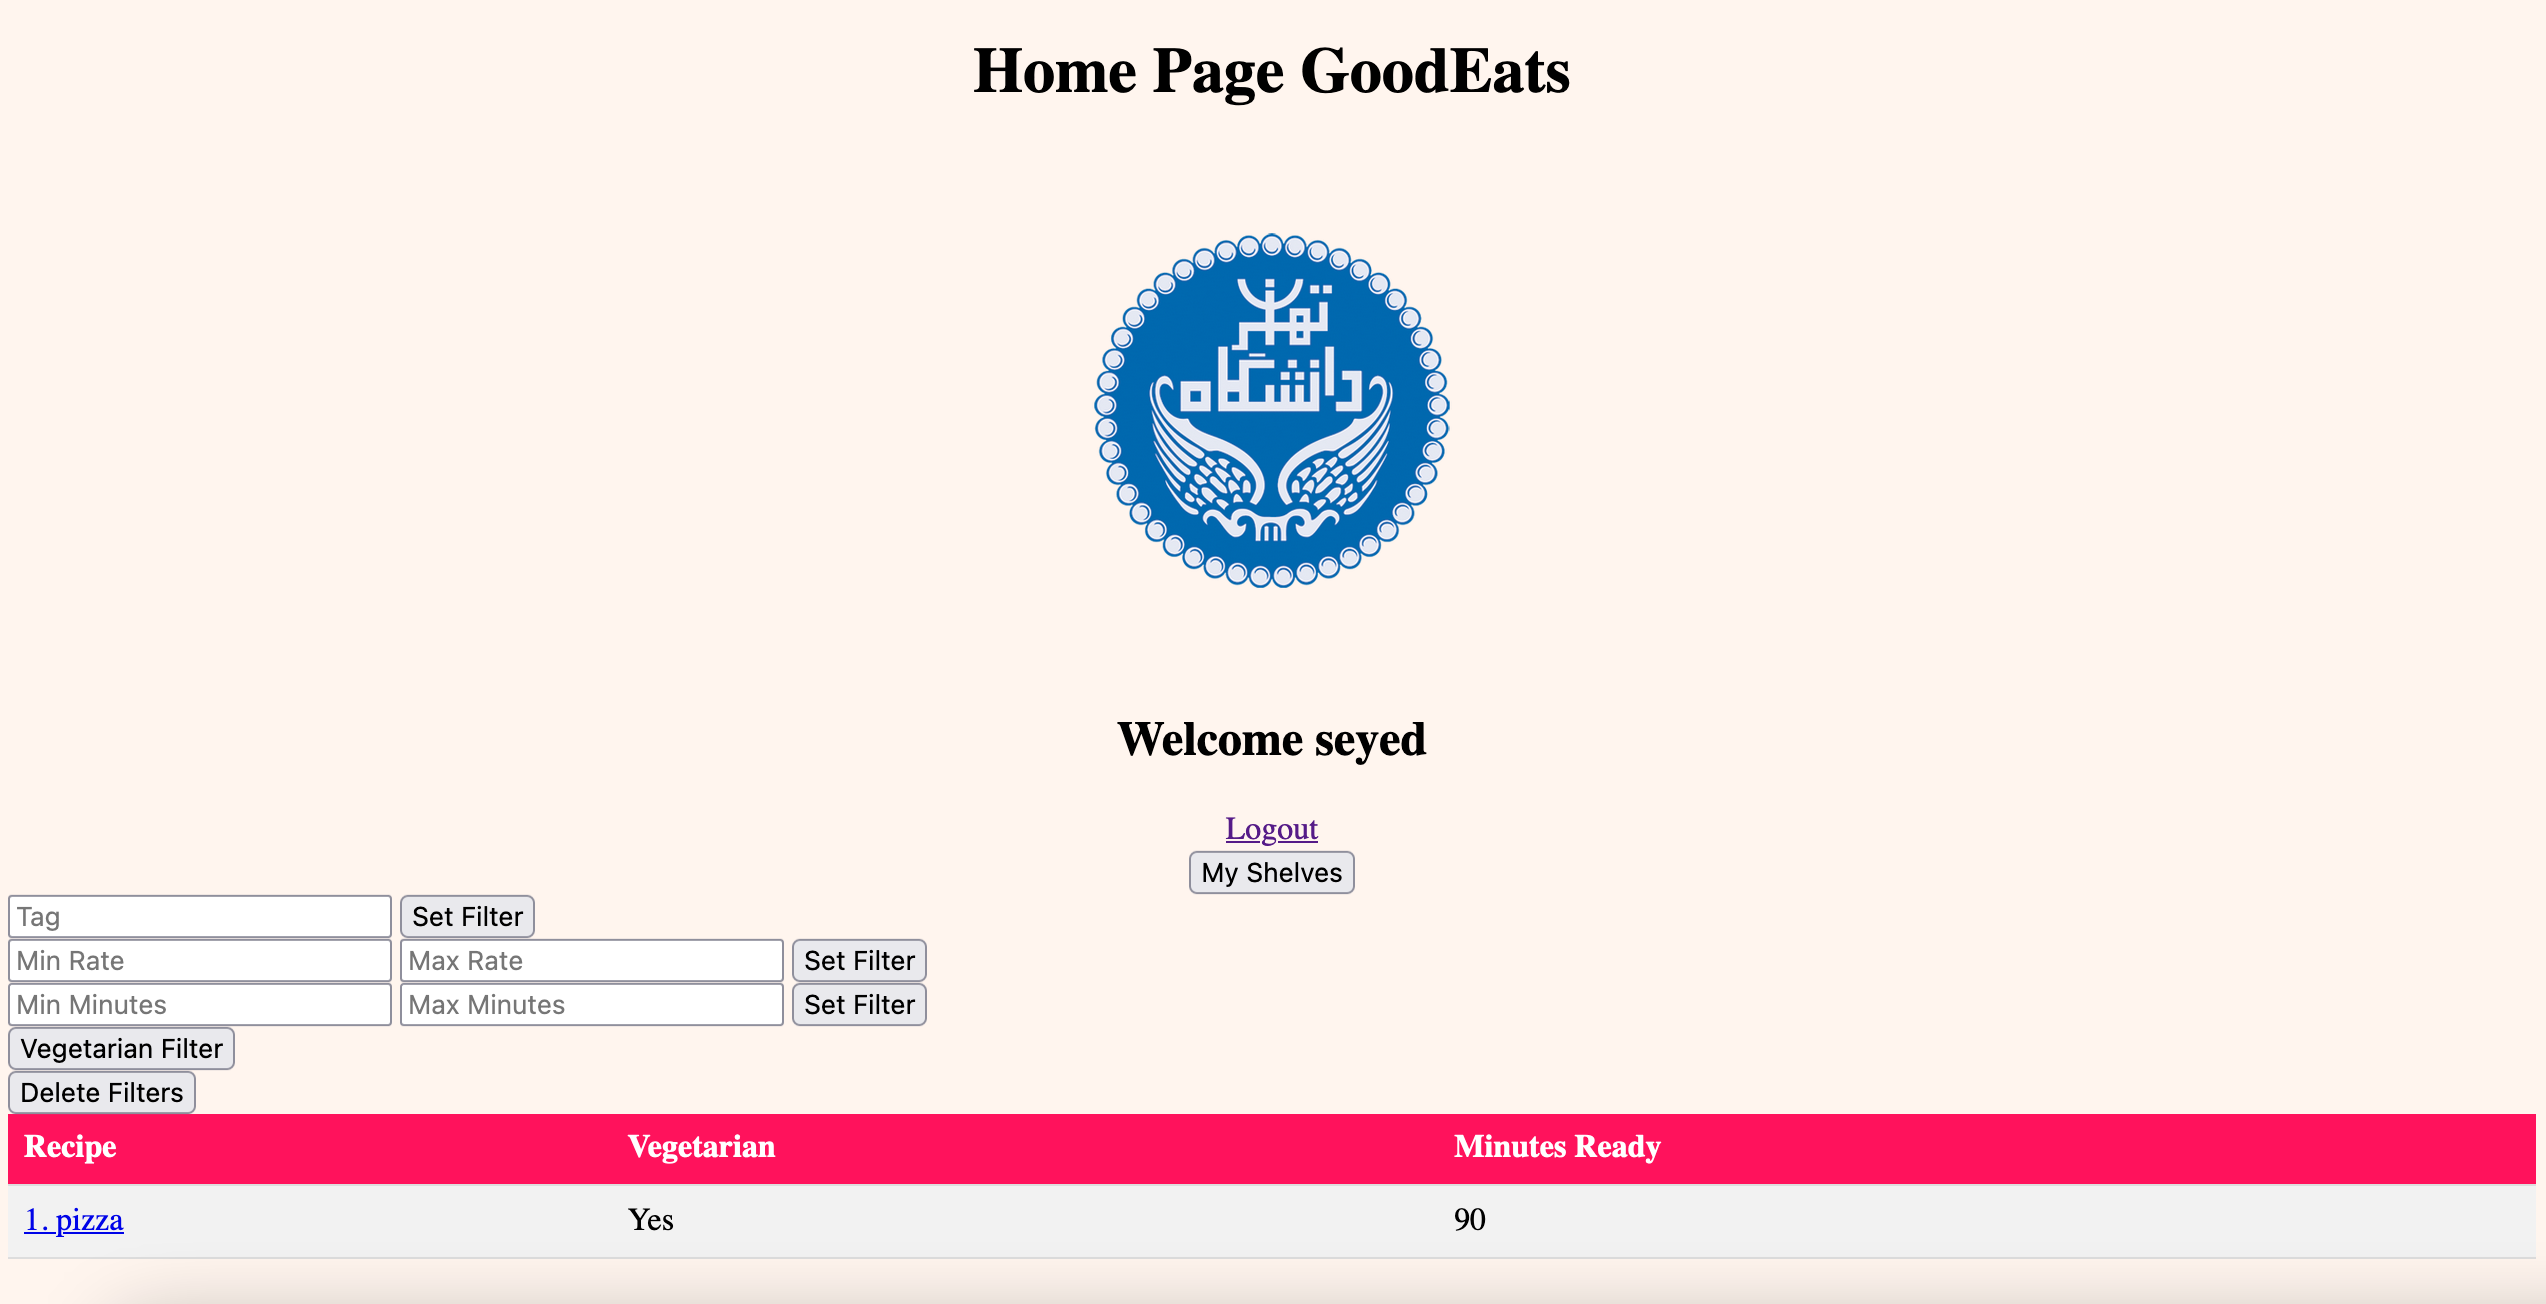 Home Page GoodEats
تهران
دانشگاه
Welcome seyed
Logout
My Shelves
Tag Set Filter
Min Rate Max Rate Set Filter
Min Minutes Max Minutes Set Filter
Vegetarian Filter
Delete Filters
Recipe Vegetarian Minutes Ready
1. pizza Yes 90